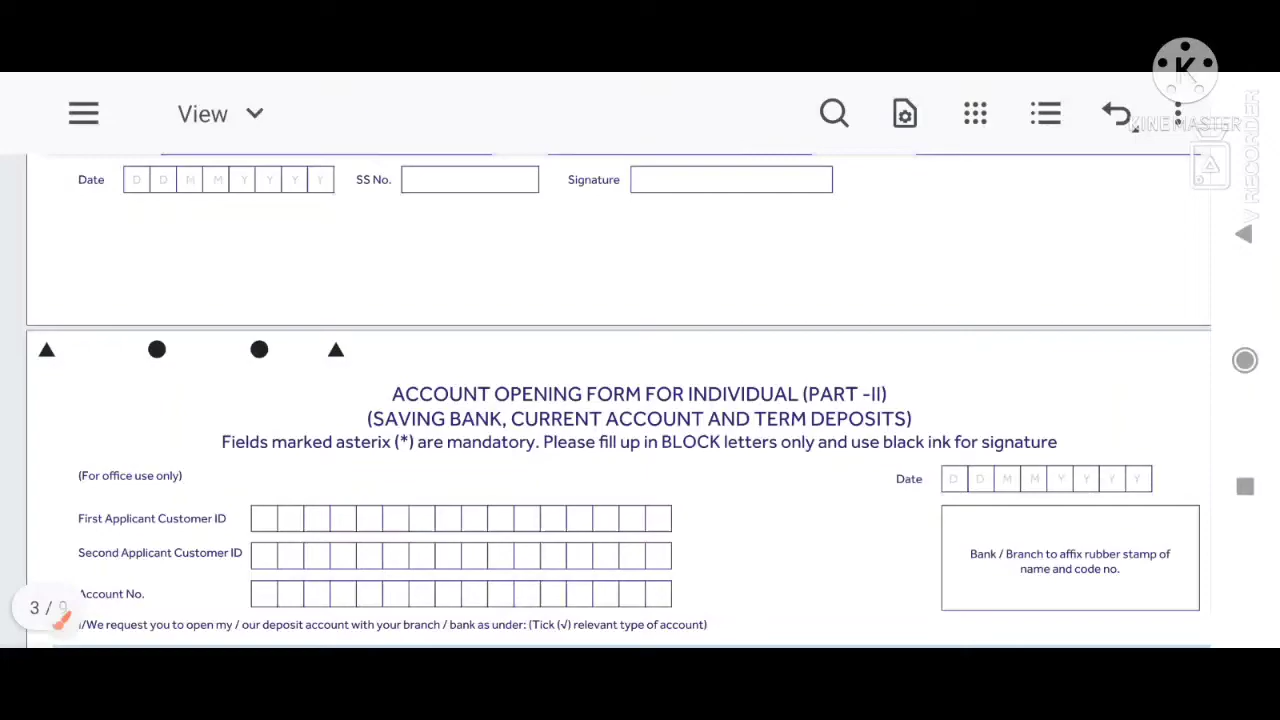 View
KINEMASTER
V RECORDER
Date D D M M Y Y Y Y SS No. Signature
ACCOUNT OPENING FORM FOR INDIVIDUAL (PART -II)
(SAVING BANK, CURRENT ACCOUNT AND TERM DEPOSITS)
Fields marked asterix (*) are mandatory. Please fill up in BLOCK letters only and use black ink for signature
(For office use only)
Date D D M M Y Y Y Y
First Applicant Customer ID
Second Applicant Customer ID
Bank / Branch to affix rubber stamp of
name and code no.
Account No.
3 / 9
I/We request you to open my / our deposit account with your branch / bank as under: (Tick (√) relevant type of account)